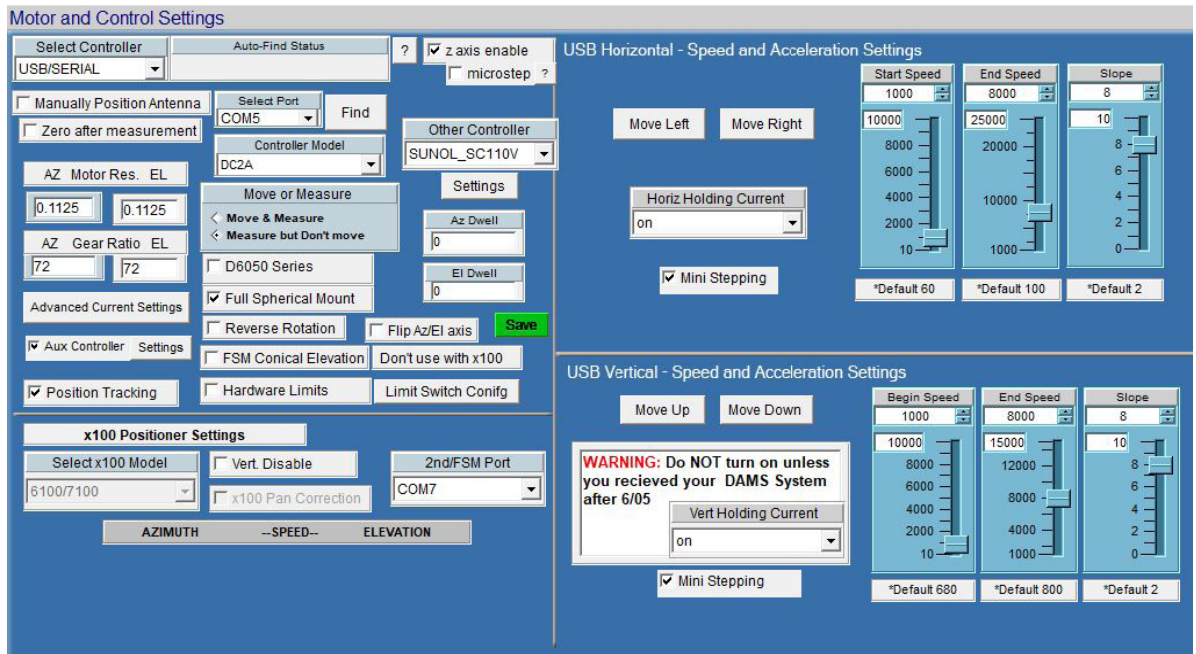 Motor and Control Settings
Select Controller
USB/SERIAL
Auto-Find Status
?
z axis enable
microstep
?
Manually Position Antenna
Zero after measurement
Select Port
COM5
Find
Controller Model
DC2A
Other Controller
SUNOL_SC110V
Settings
AZ Motor Res. EL
0.1125
0.1125
AZ Gear Ratio EL
72
72
Move or Measure
Move & Measure
Measure but Don't move
Az Dwell
0
El Dwell
0
D6050 Series
Full Spherical Mount
Advanced Current Settings
Reverse Rotation
Flip Az/El axis
Save
Aux Controller
Settings
FSM Conical Elevation
Don't use with x100
Position Tracking
Hardware Limits
Limit Switch Conifg
x100 Positioner Settings
Select x100 Model
6100/7100
Vert. Disable
x100 Pan Correction
2nd/FSM Port
COM7
AZIMUTH --SPEED-- ELEVATION
USB Horizontal - Speed and Acceleration Settings
Move Left
Move Right
Horiz Holding Current
on
Mini Stepping
Start Speed
1000
10000
8000
6000
4000
2000
10
*Default 60
End Speed
8000
25000
20000
10000
1000
*Default 100
Slope
8
10
8
6
4
2
0
*Default 2
USB Vertical - Speed and Acceleration Settings
Move Up
Move Down
WARNING: Do NOT turn on unless
you recieved your DAMS System
after 6/05
Vert Holding Current
on
Mini Stepping
Begin Speed
1000
10000
8000
6000
4000
2000
10
*Default 680
End Speed
8000
15000
12000
8000
4000
1000
*Default 800
Slope
8
10
8
6
4
2
0
*Default 2